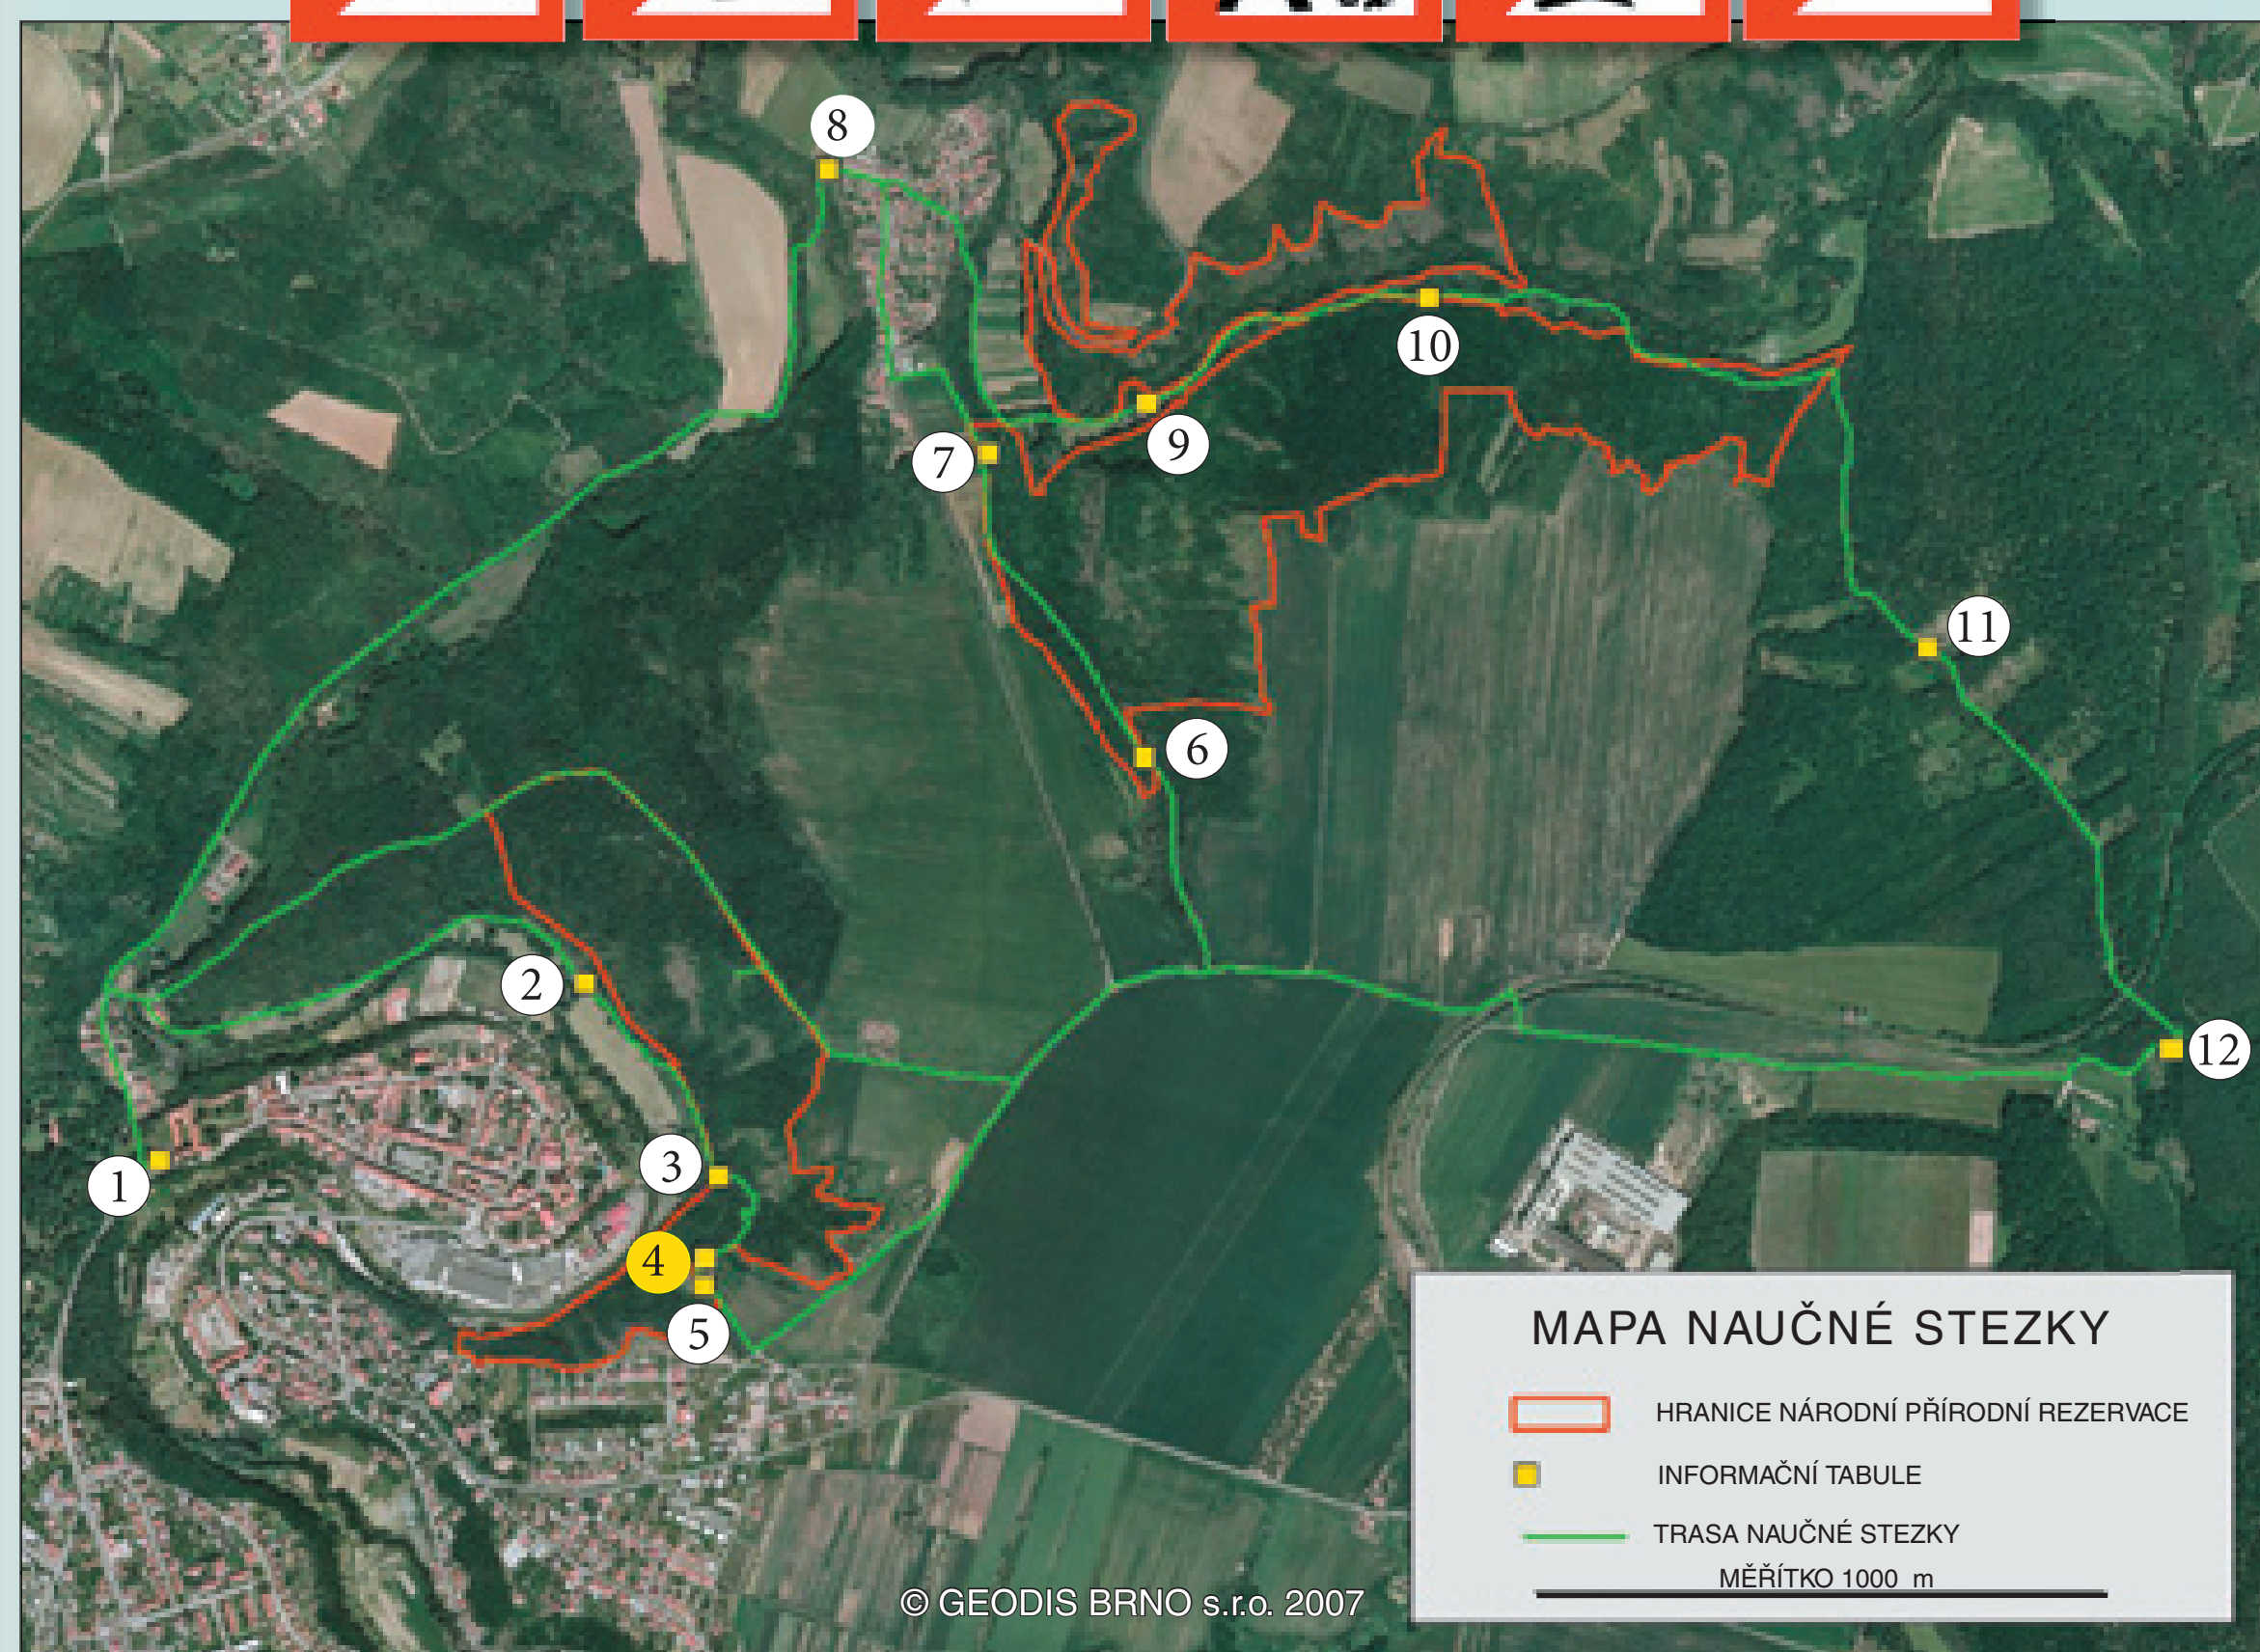 8
10
9
7
11
6
2
12
3
1
4
5
MAPA NAUČNÉ STEZKY
HRANICE NÁRODNÍ PŘÍRODNÍ REZERVACE
INFORMAČNÍ TABULE
TRASA NAUČNÉ STEZKY
MĚŘÍTKO 1000 m
© GEODIS BRNO s.r.o. 2007